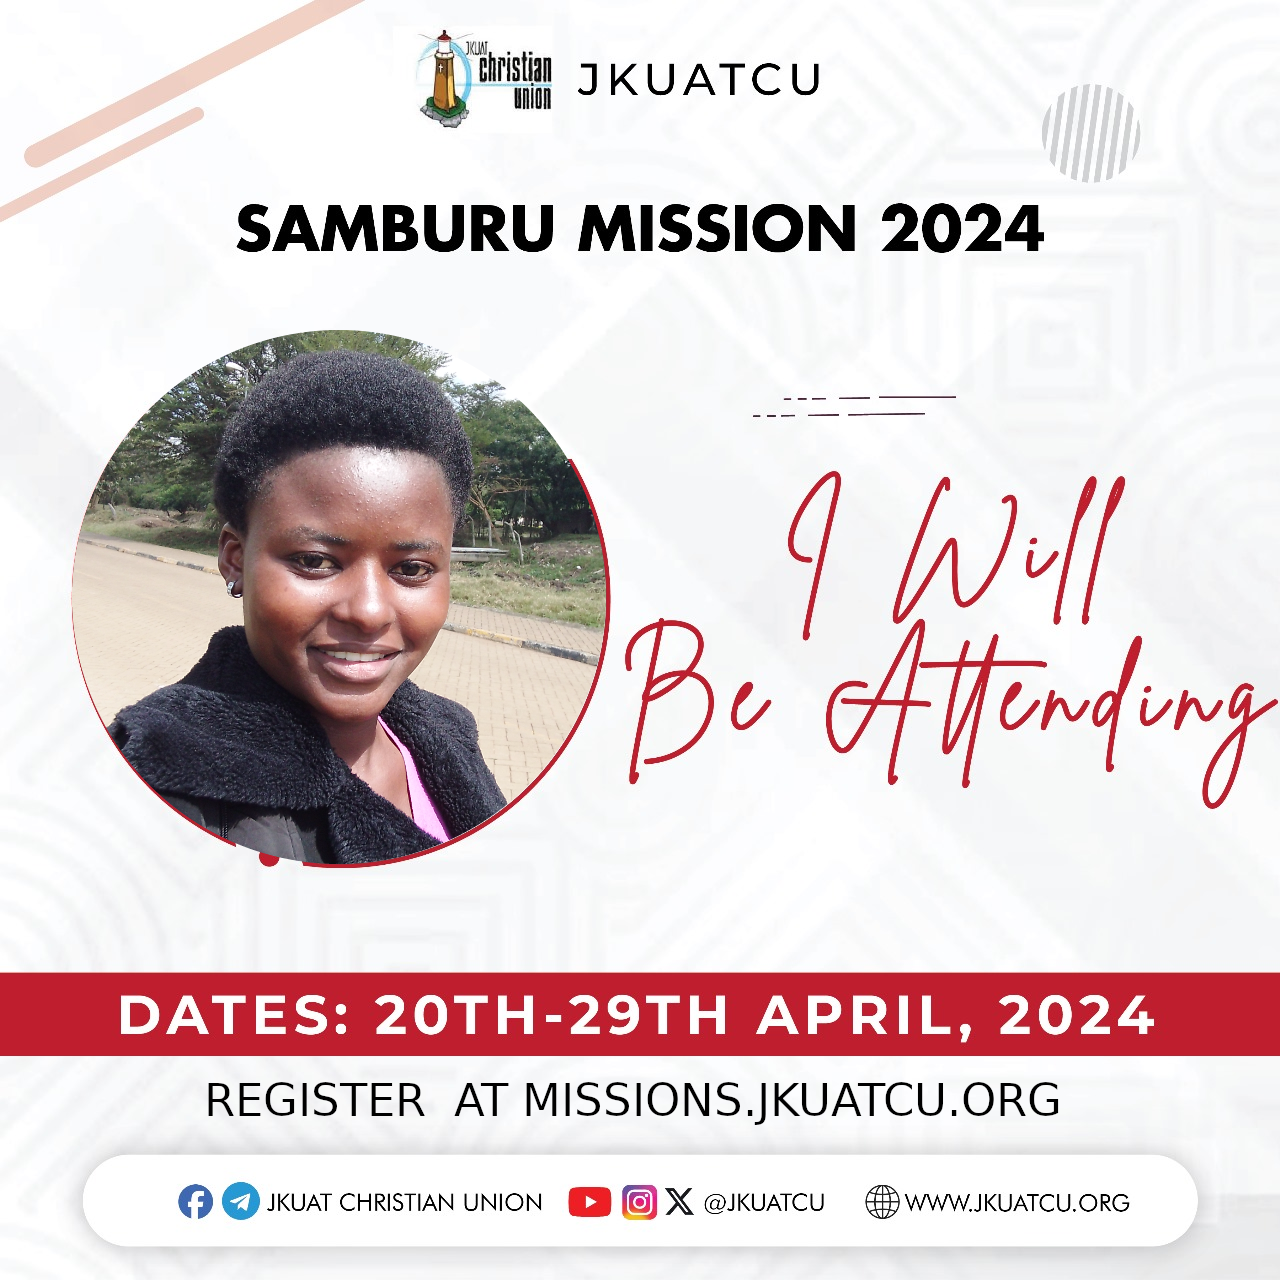 JKUAT
christian
union
JKUATCU
SAMBURU MISSION 2024
I Will
Be Attending
DATES: 20TH-29TH APRIL, 2024
REGISTER  AT MISSIONS.JKUATCU.ORG
JKUAT CHRISTIAN UNION @JKUATCU WWW.JKUATCU.ORG